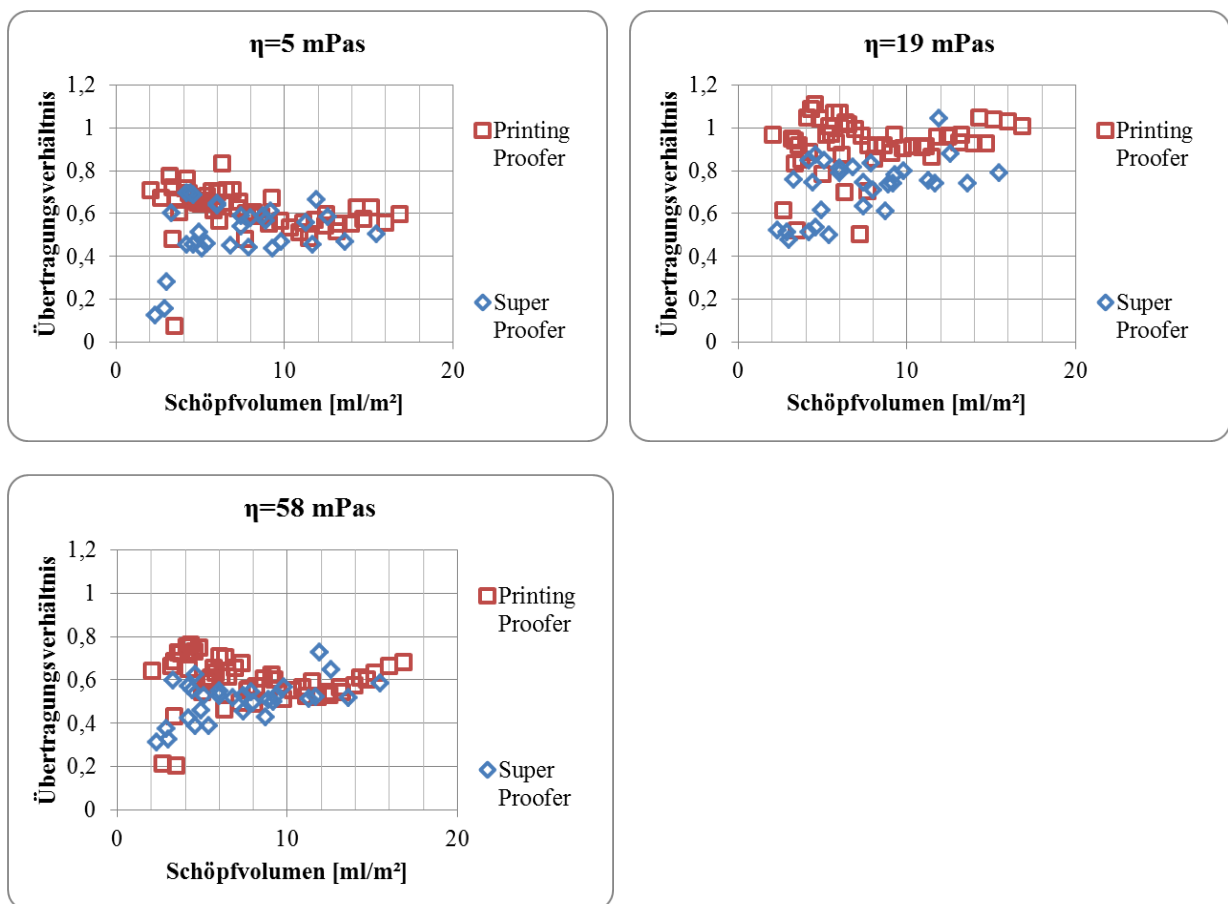 η=5 mPas
Übertragungsverhältnis
1,2
1
0,8
0,6
0,4
0,2
0
0
10
20
Schöpfvolumen [ml/m²]
Printing
Proofer
Super
Proofer
η=19 mPas
Übertragungsverhältnis
1,2
1
0,8
0,6
0,4
0,2
0
0
10
20
Schöpfvolumen [ml/m²]
Printing
Proofer
Super
Proofer
η=58 mPas
Übertragungsverhältnis
1,2
1
0,8
0,6
0,4
0,2
0
0
10
20
Schöpfvolumen [ml/m²]
Printing
Proofer
Super
Proofer